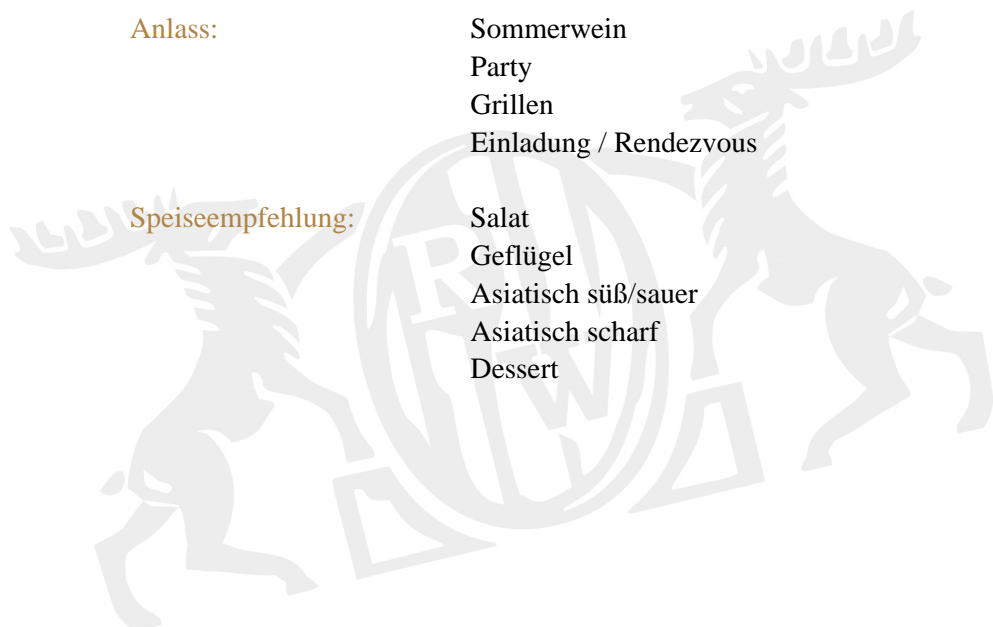 Anlass: Sommerwein
Party
Grillen
Einladung / Rendezvous
Speiseempfehlung: Salat
Geflügel
Asiatisch süß/sauer
Asiatisch scharf
Dessert
R
W